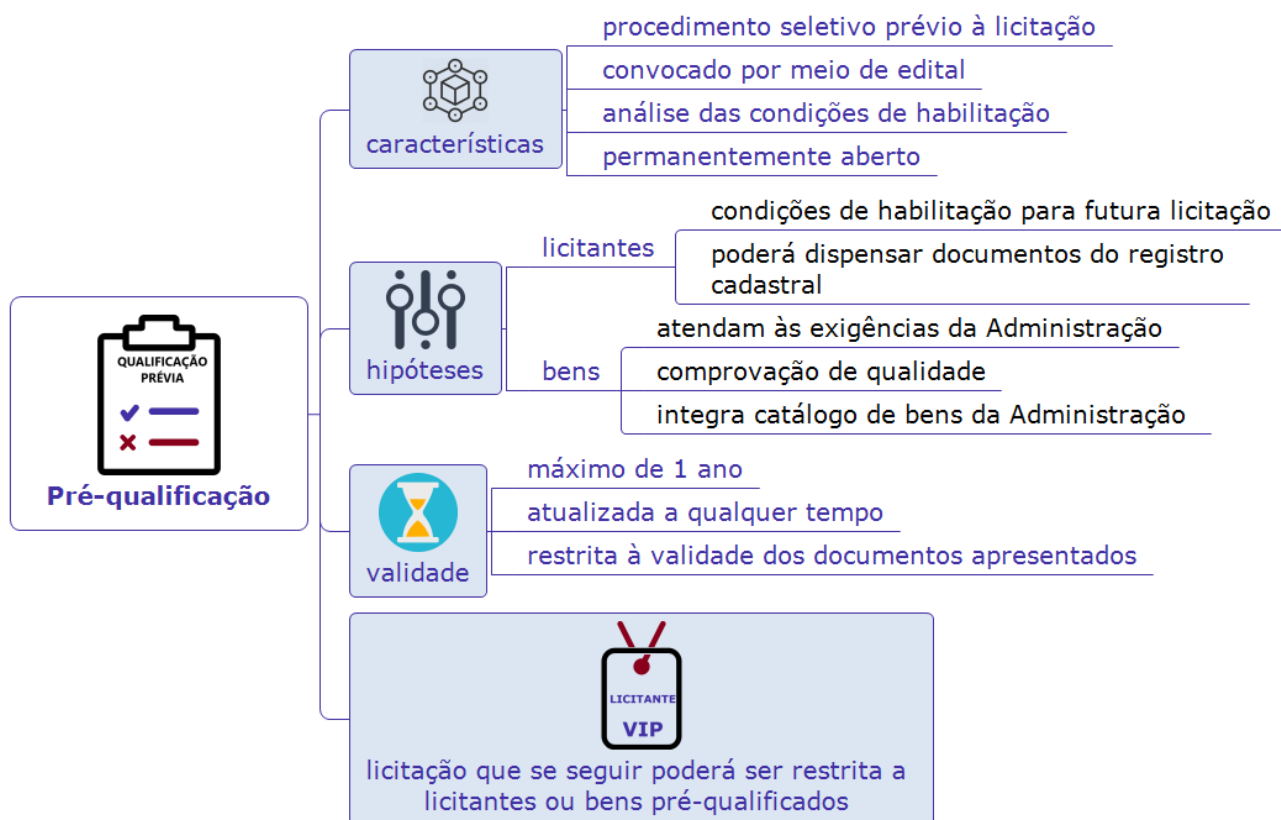 QUALIFICAÇÃO
PRÉVIA
Pré-qualificação
características
procedimento seletivo prévio à licitação
convocado por meio de edital
análise das condições de habilitação
permanentemente aberto
hipóteses
licitantes
condições de habilitação para futura licitação
poderá dispensar documentos do registro
cadastral
bens
atendam às exigências da Administração
comprovação de qualidade
integra catálogo de bens da Administração
validade
máximo de 1 ano
atualizada a qualquer tempo
restrita à validade dos documentos apresentados
LICITANTE
VIP
licitação que se seguir poderá ser restrita a
licitantes ou bens pré-qualificados